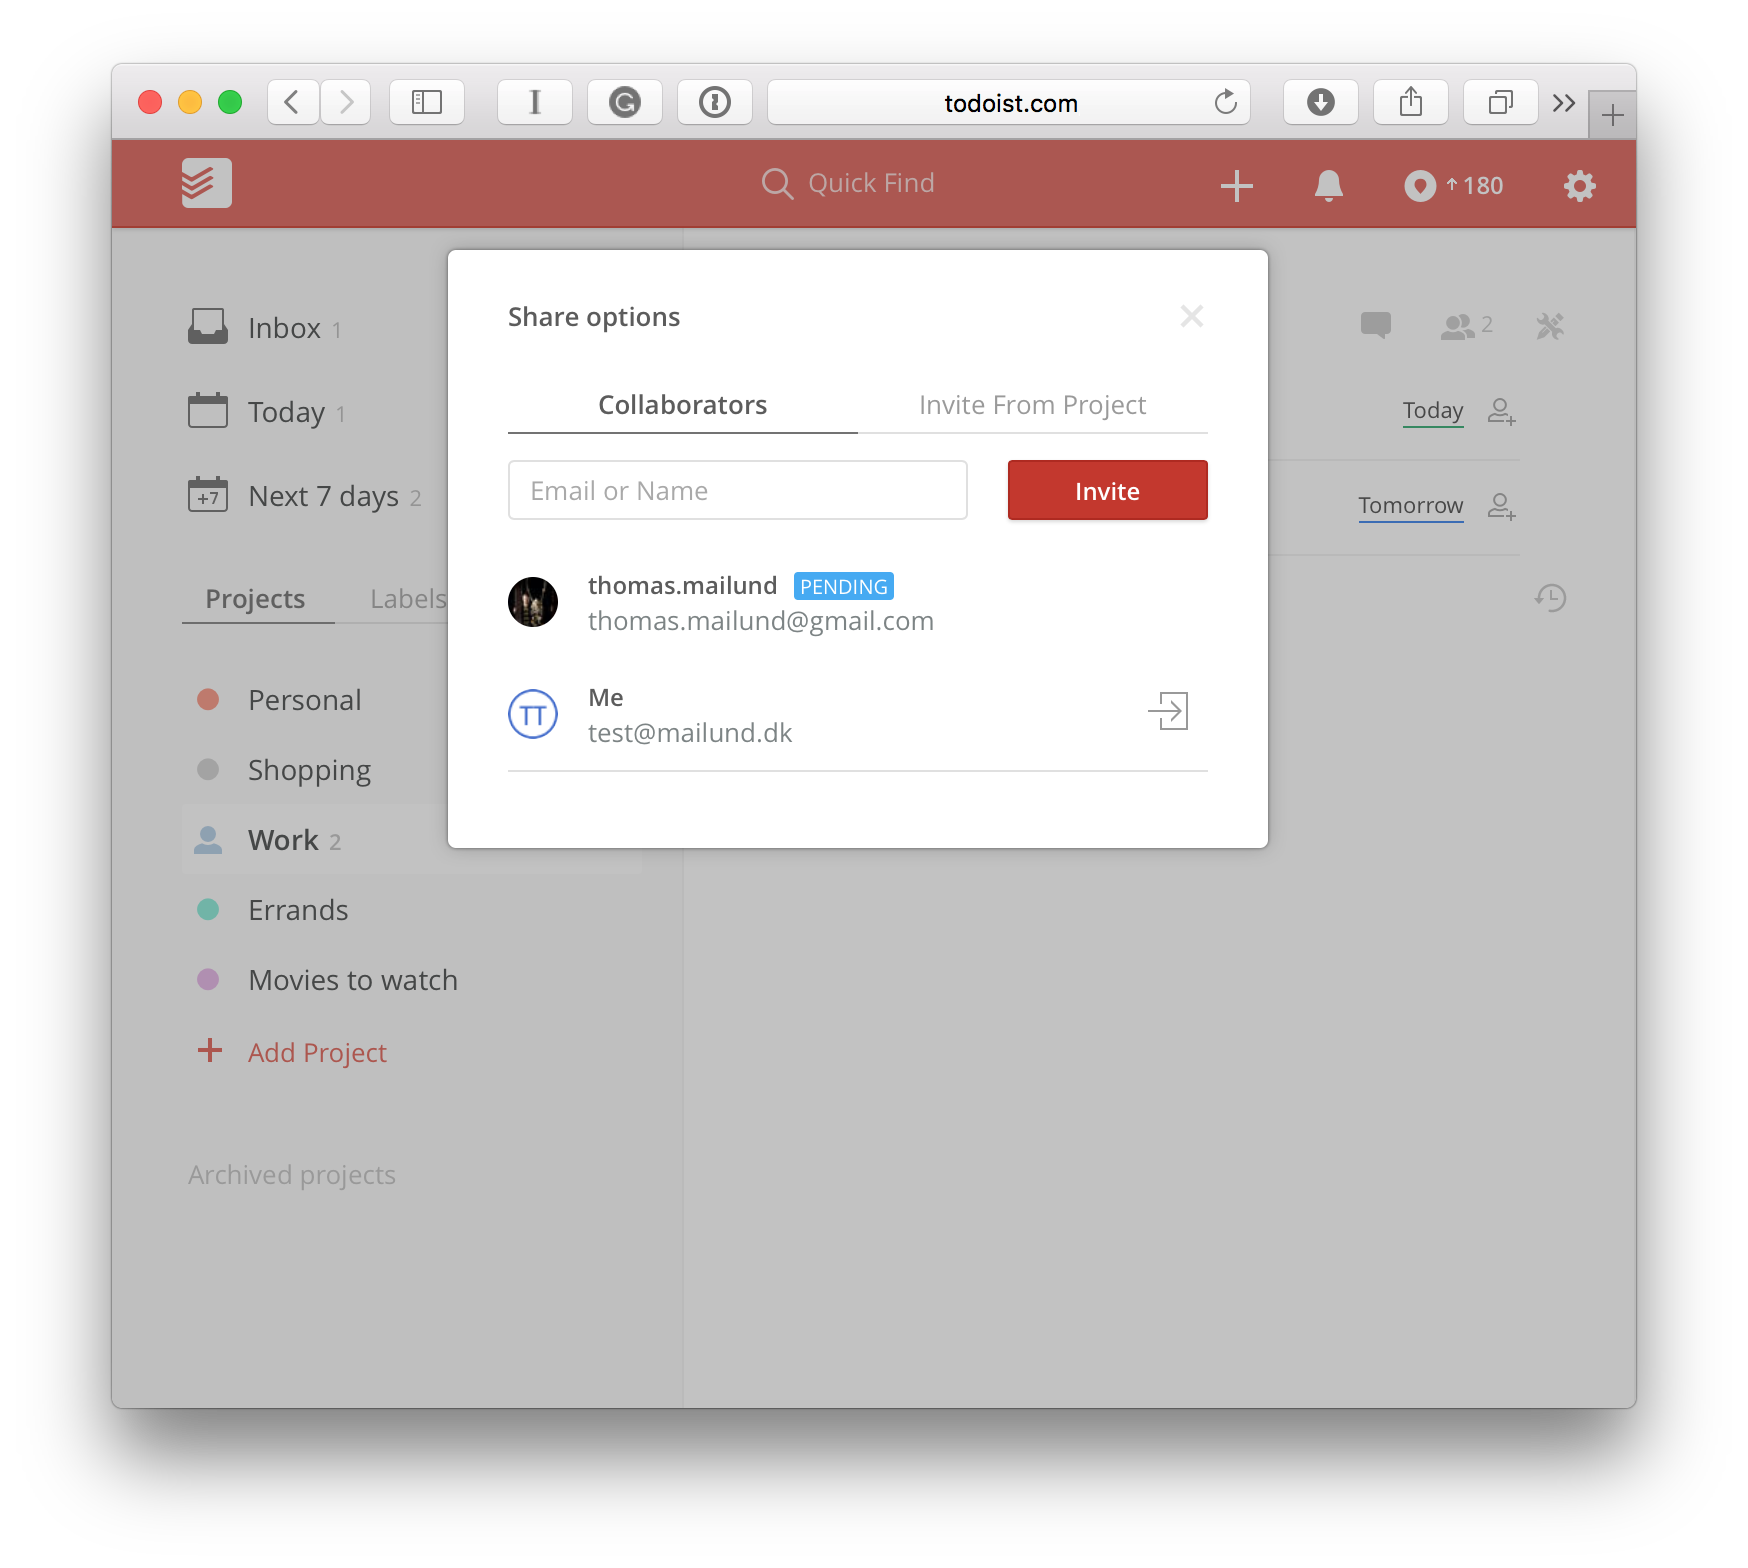 todoist.com
Quick Find
180
Share options
Collaborators
Invite From Project
Email or Name
Invite
thomas.mailund PENDING
thomas.mailund@gmail.com
TT
Me
test@mailund.dk
Inbox 1
Today 1
+7
Next 7 days 2
Projects
Labels
Personal
Shopping
Work 2
Errands
Movies to watch
Add Project
Archived projects
2
Today
Tomorrow